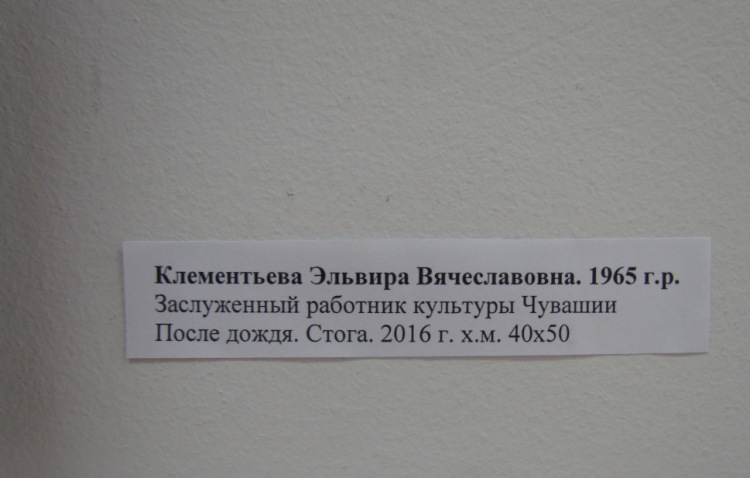 Клементьева Эльвира Вячеславовна. 1965 г.р.
Заслуженный работник культуры Чувашии
После дождя. Стога. 2016 г. х.м. 40х50